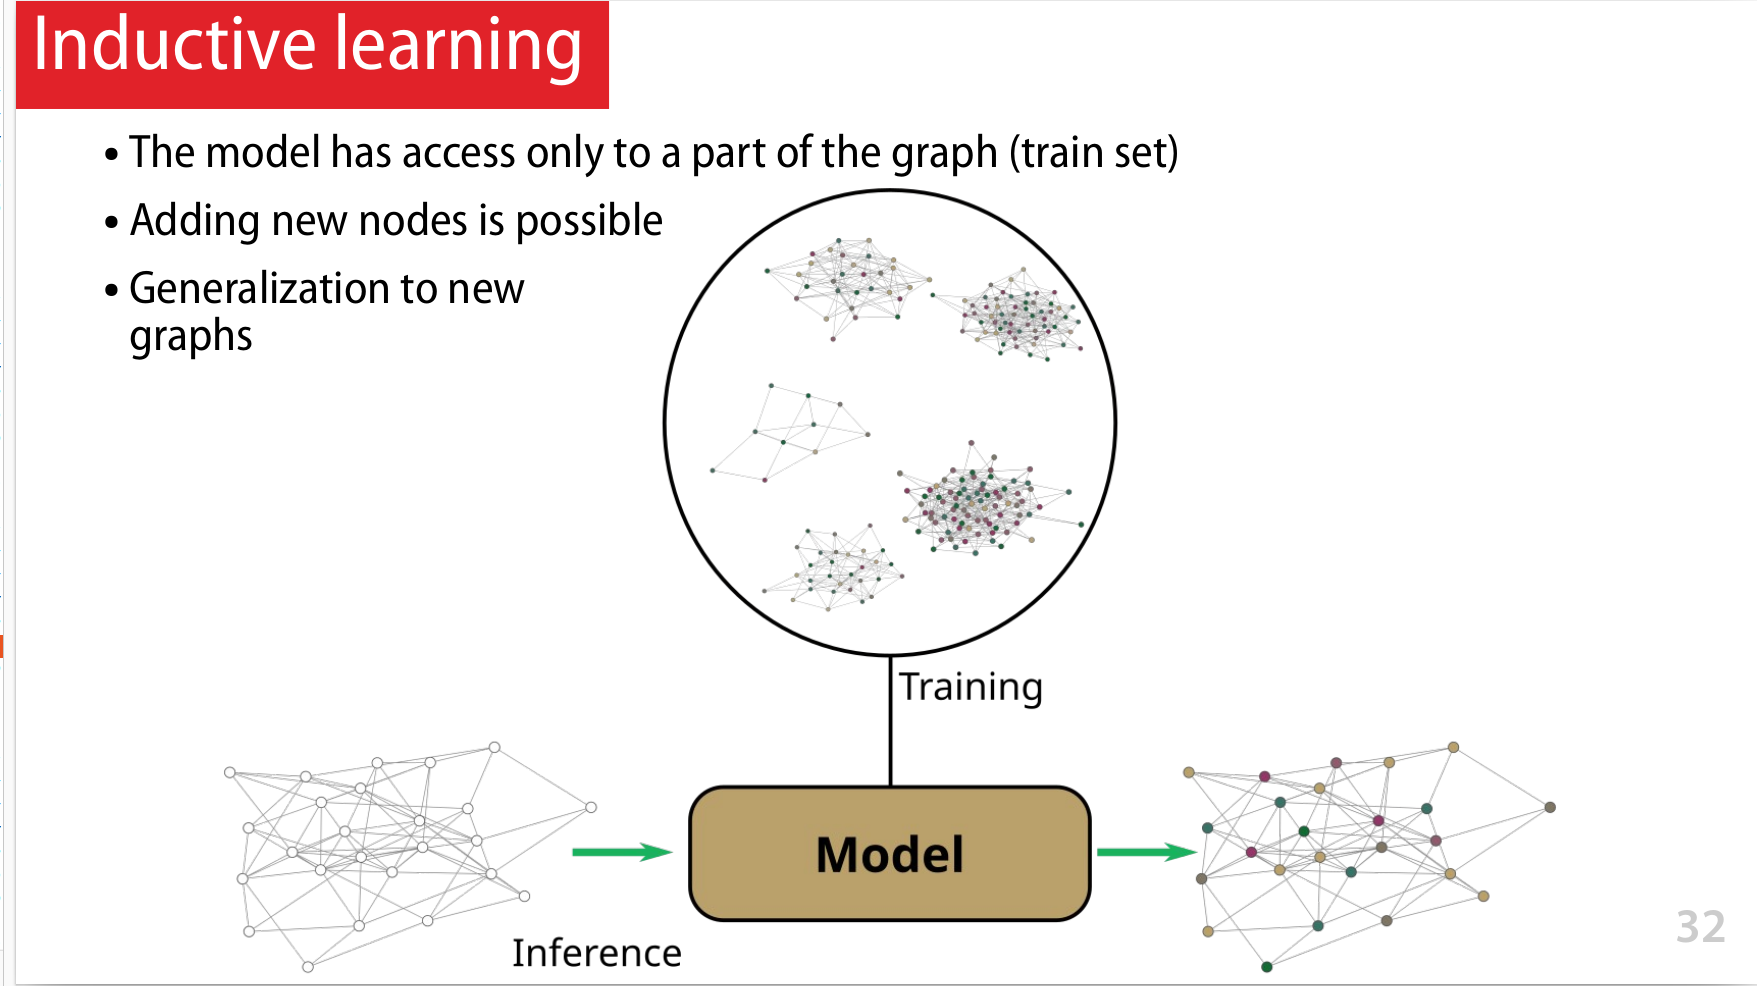 Inductive learning
• The model has access only to a part of the graph (train set)
• Adding new nodes is possible
• Generalization to new
graphs
Training
Model
Inference
32